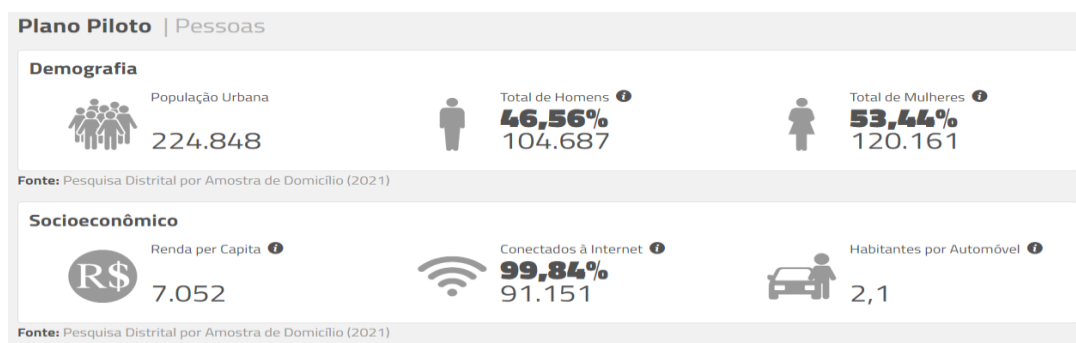 Plano Piloto | Pessoas
Demografia
População Urbana
224.848
Total de Homens i
46,56%
104.687
Total de Mulheres i
53,44%
120.161
Fonte: Pesquisa Distrital por Amostra de Domicílio (2021)
Socioeconômico
R$
Renda per Capita i
7.052
Conectados à Internet i
99,84%
91.151
Habitantes por Automóvel i
2,1
Fonte: Pesquisa Distrital por Amostra de Domicílio (2021)